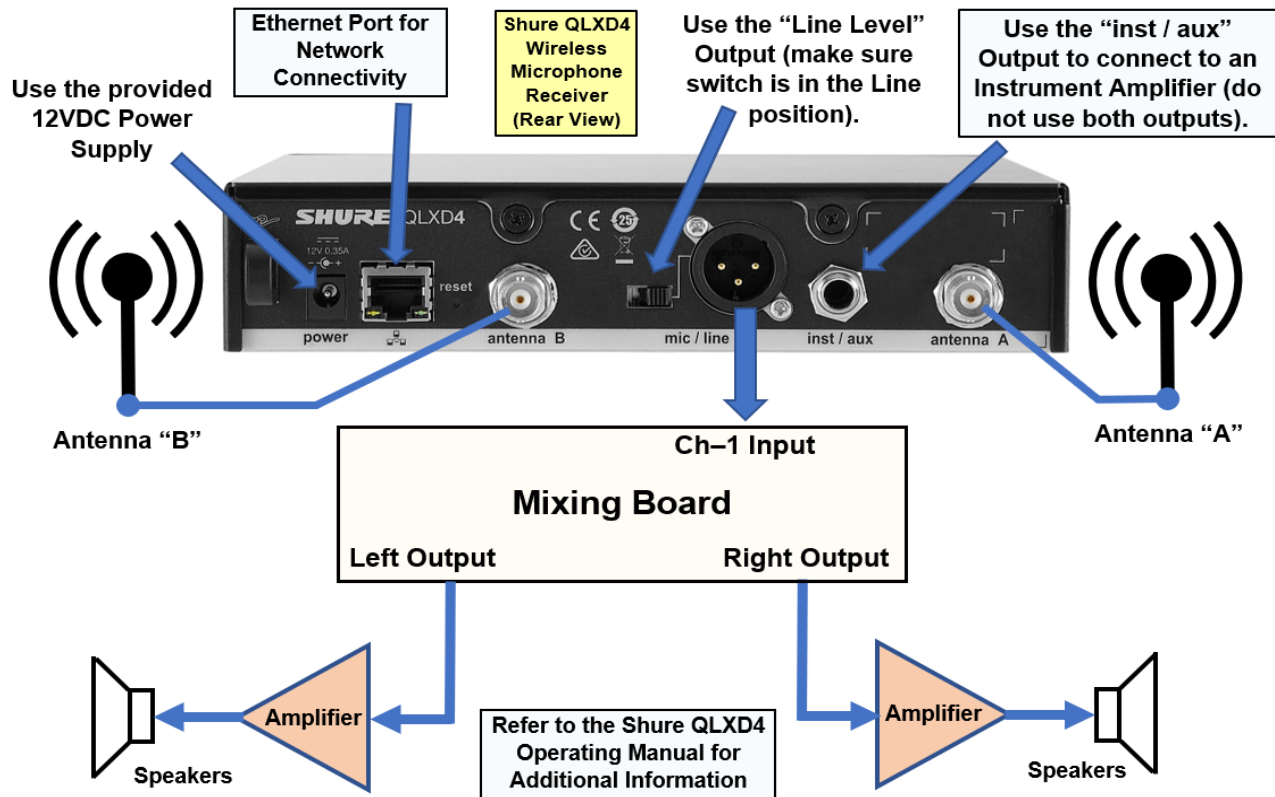 Ethernet Port for
Network
Connectivity
Shure QLXD4
Wireless
Microphone
Receiver
(Rear View)
Use the “Line Level”
Output (make sure
switch is in the Line
position).
Use the “inst / aux”
Output to connect to an
Instrument Amplifier (do
not use both outputs).
Use the provided
12VDC Power
Supply
SHURE QLXD4
CE
25
12V 0.35A
reset
power
antenna B
mic / line
inst / aux
antenna A
Antenna “B”
Antenna “A”
Ch–1 Input
Mixing Board
Left Output
Right Output
Amplifier
Amplifier
Speakers
Speakers
Refer to the Shure QLXD4
Operating Manual for
Additional Information